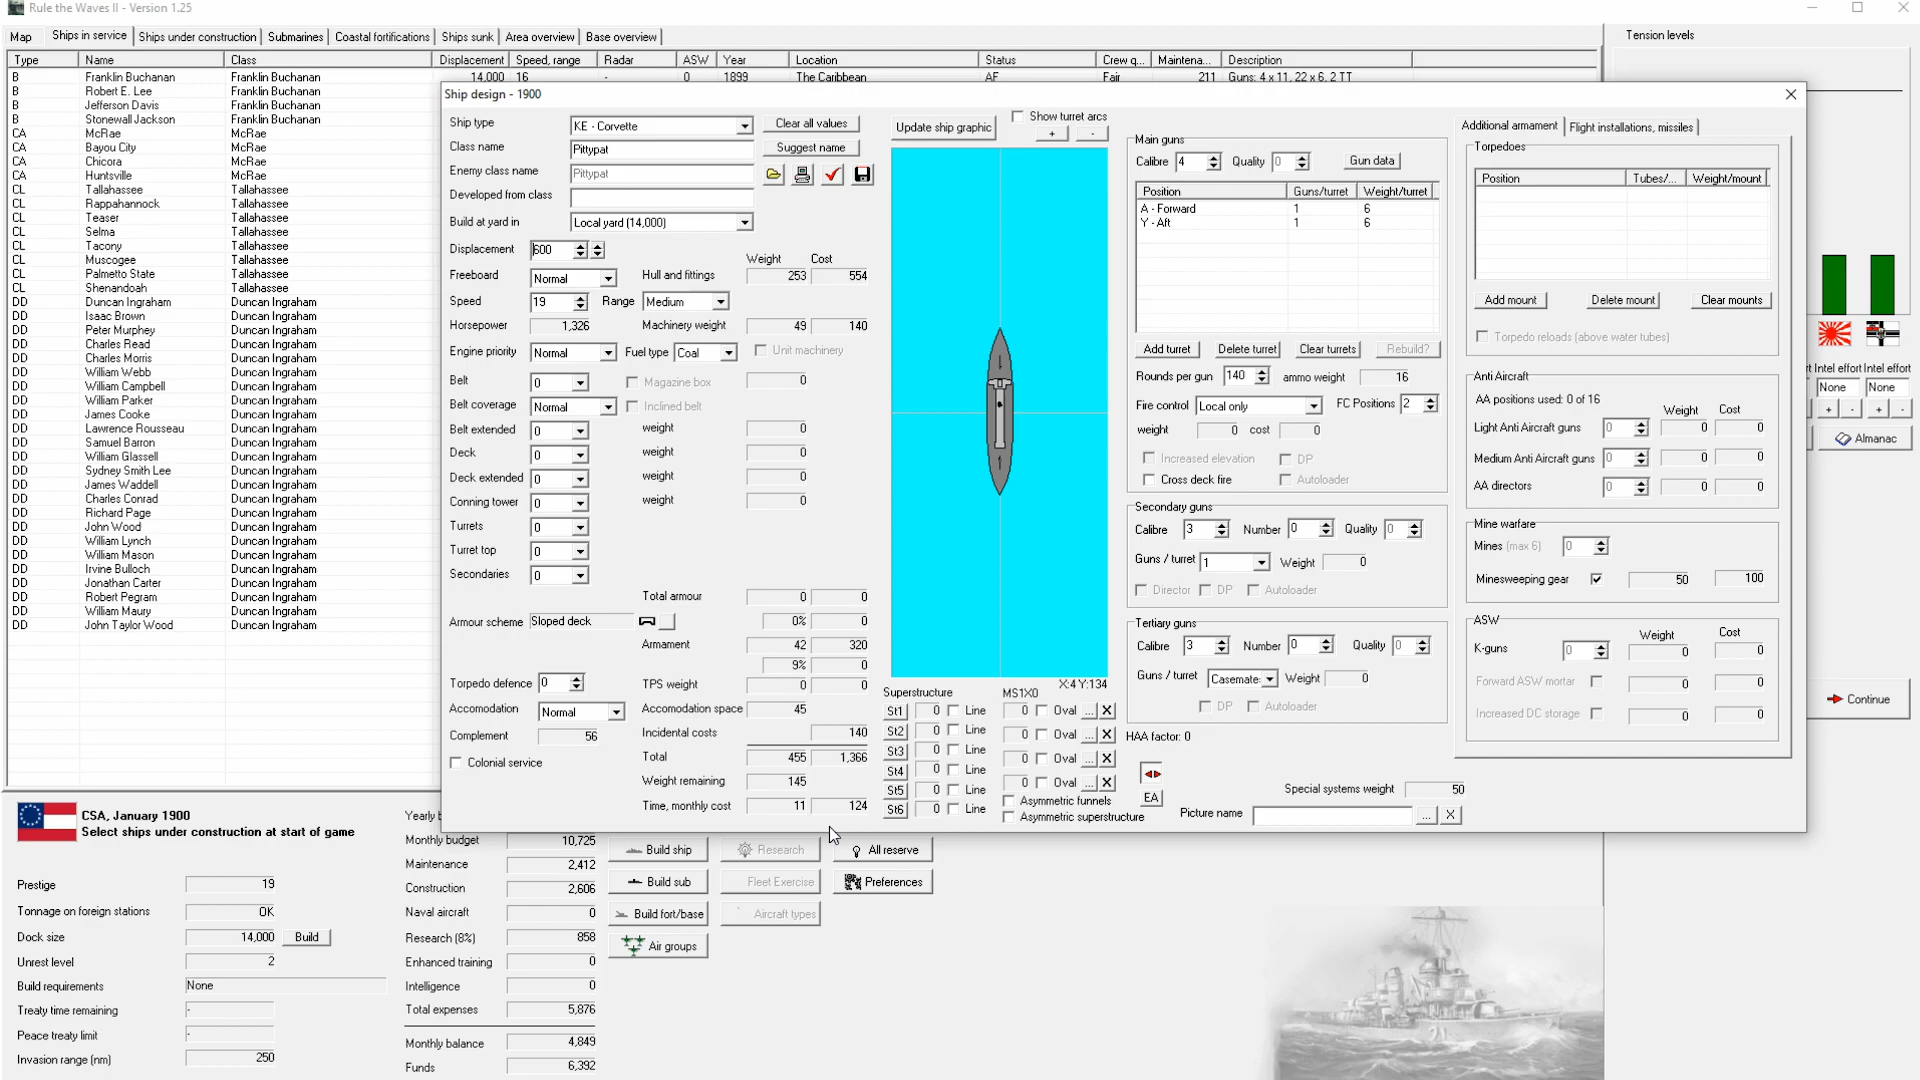 Rule the Waves II - Version 1.25
Map
Ships in service
Ships under construction
Submarines
Coastal fortifications
Ships sunk
Area overview
Base overview
Tension levels
Type Name Class Displacement Speed, range Radar ASW Year Location Status Crew q... Maintena... Description
B Franklin Buchanan Franklin Buchanan 14,000 16 - 0 1899 The Caribbean AF Fair 211 Guns: 4 x 11, 22 x 6, 2 TT
B Robert E. Lee Franklin Buchanan
B Jefferson Davis Franklin Buchanan
B Stonewall Jackson Franklin Buchanan
CA McRae McRae
CA Bayou City McRae
CA Chicora McRae
CA Huntsville McRae
CL Tallahassee Tallahassee
CL Rappahannock Tallahassee
CL Teaser Tallahassee
CL Selma Tallahassee
CL Tacony Tallahassee
CL Muscogee Tallahassee
CL Palmetto State Tallahassee
CL Shenandoah Tallahassee
DD Duncan Ingraham Duncan Ingraham
DD Isaac Brown Duncan Ingraham
DD Peter Murphey Duncan Ingraham
DD Charles Read Duncan Ingraham
DD Charles Morris Duncan Ingraham
DD William Webb Duncan Ingraham
DD William Campbell Duncan Ingraham
DD William Parker Duncan Ingraham
DD James Cooke Duncan Ingraham
DD Lawrence Rousseau Duncan Ingraham
DD Samuel Barron Duncan Ingraham
DD William Glassell Duncan Ingraham
DD Sydney Smith Lee Duncan Ingraham
DD James Waddell Duncan Ingraham
DD Charles Conrad Duncan Ingraham
DD Richard Page Duncan Ingraham
DD John Wood Duncan Ingraham
DD William Lynch Duncan Ingraham
DD William Mason Duncan Ingraham
DD Irvine Bulloch Duncan Ingraham
DD Jonathan Carter Duncan Ingraham
DD Robert Pegram Duncan Ingraham
DD William Maury Duncan Ingraham
DD John Taylor Wood Duncan Ingraham
Ship design - 1900
Ship type KE - Corvette Clear all values
Class name Pittypat Suggest name
Enemy class name Pittypat
Developed from class
Build at yard in Local yard (14,000)
Displacement 600
Weight Cost
Freeboard Normal Hull and fittings 253 554
Speed 19 Range Medium
Horsepower 1,326 Machinery weight 49 140
Engine priority Normal Fuel type Coal Unit machinery
Belt 0 Magazine box 0
Belt coverage Normal Inclined belt
Belt extended 0 weight 0
Deck 0 weight 0
Deck extended 0 weight 0
Conning tower 0 weight 0
Turrets 0
Turret top 0
Secondaries 0
Total armour 0 0
Armour scheme Sloped deck 0% 0
Armament 42 320
9% 0
Torpedo defence 0 TPS weight 0 0
Accomodation Normal Accomodation space 45
Complement 56 Incidental costs 140
Colonial service
Total 455 1,366
Weight remaining 145
Time, monthly cost 11 124
Update ship graphic
Show turret arcs
+ -
X:4 Y:134
Superstructure MS1X0
St1 0 Line 0 Oval ... X
St2 0 Line 0 Oval ... X
St3 0 Line 0 Oval ... X
St4 0 Line 0 Oval ... X
St5 0 Line
St6 0 Line
Asymmetric funnels
Asymmetric superstructure
Main guns
Calibre 4 Quality 0 Gun data
Position Guns/turret Weight/turret
A - Forward 1 6
Y - Aft 1 6
Add turret Delete turret Clear turrets Rebuild?
Rounds per gun 140 ammo weight 16
Fire control Local only FC Positions 2
weight 0 cost 0
Increased elevation DP
Cross deck fire Autoloader
Secondary guns
Calibre 3 Number 0 Quality 0
Guns / turret 1 Weight 0
Director DP Autoloader
Tertiary guns
Calibre 3 Number 0 Quality 0
Guns / turret Casemate Weight 0
DP Autoloader
HAA factor: 0
EA
Special systems weight 50
Picture name ... X
Additional armament
Flight installations, missiles
Torpedoes
Position Tubes/... Weight/mount
Add mount Delete mount Clear mounts
Torpedo reloads (above water tubes)
Anti Aircraft
AA positions used: 0 of 16
Weight Cost
Light Anti Aircraft guns 0 0 0
Medium Anti Aircraft guns 0 0 0
AA directors 0 0 0
Mine warfare
Mines (max 6) 0
Minesweeping gear 50 100
ASW
Weight Cost
K-guns 0 0 0
Forward ASW mortar 0 0
Increased DC storage 0 0
Intel effort Intel effort
None None
+ - + -
Almanac
Continue
CSA, January 1900
Select ships under construction at start of game
Prestige 19
Tonnage on foreign stations OK
Dock size 14,000 Build
Unrest level 2
Build requirements None
Treaty time remaining -
Peace treaty limit -
Invasion range (nm) 250
Monthly budget 10,725
Maintenance 2,412
Construction 2,606
Naval aircraft 0
Research (8%) 858
Enhanced training 0
Intelligence 0
Total expenses 5,876
Monthly balance 4,849
Funds 6,392
Build ship Research All reserve
Build sub Fleet Exercise Preferences
Build fort/base Aircraft types
Air groups